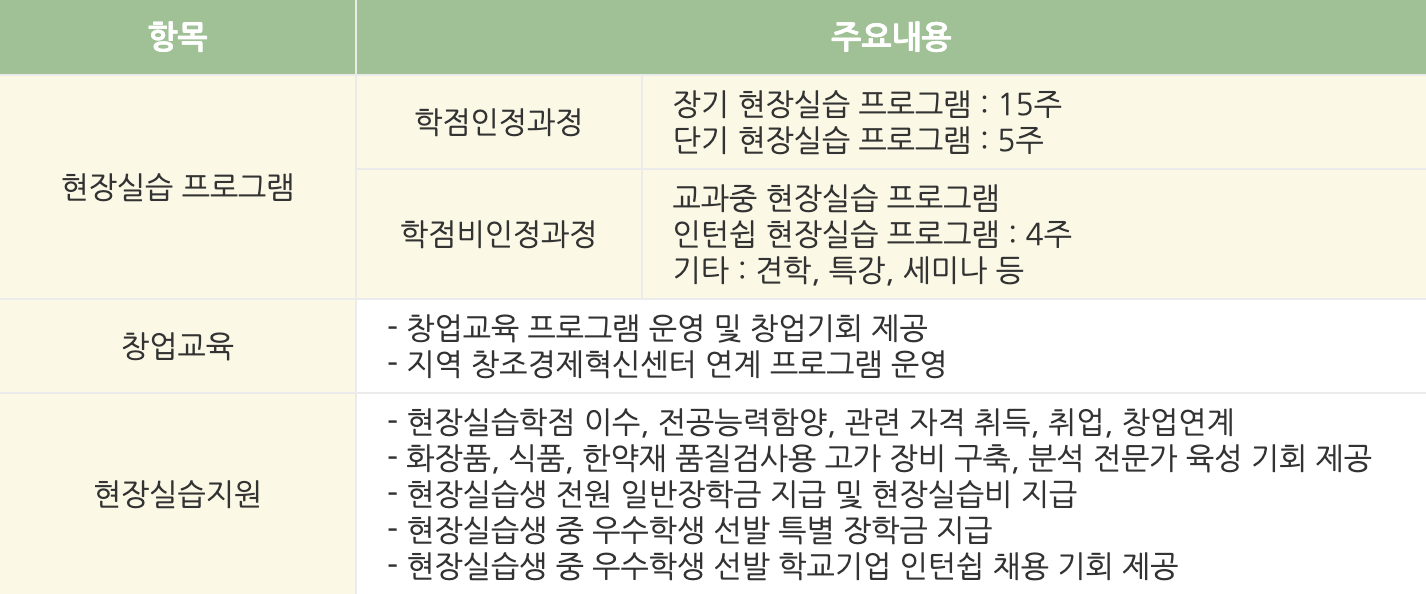 항목
주요내용
현장실습 프로그램
학점인정과정
장기 현장실습 프로그램 : 15주
단기 현장실습 프로그램 : 5주
학점비인정과정
교과중 현장실습 프로그램
인턴쉽 현장실습 프로그램 : 4주
기타 : 견학, 특강, 세미나 등
창업교육
- 창업교육 프로그램 운영 및 창업기회 제공
- 지역 창조경제혁신센터 연계 프로그램 운영
현장실습지원
- 현장실습학점 이수, 전공능력함양, 관련 자격 취득, 취업, 창업연계
- 화장품, 식품, 한약재 품질검사용 고가 장비 구축, 분석 전문가 육성 기회 제공
- 현장실습생 전원 일반장학금 지급 및 현장실습비 지급
- 현장실습생 중 우수학생 선발 특별 장학금 지급
- 현장실습생 중 우수학생 선발 학교기업 인턴쉽 채용 기회 제공